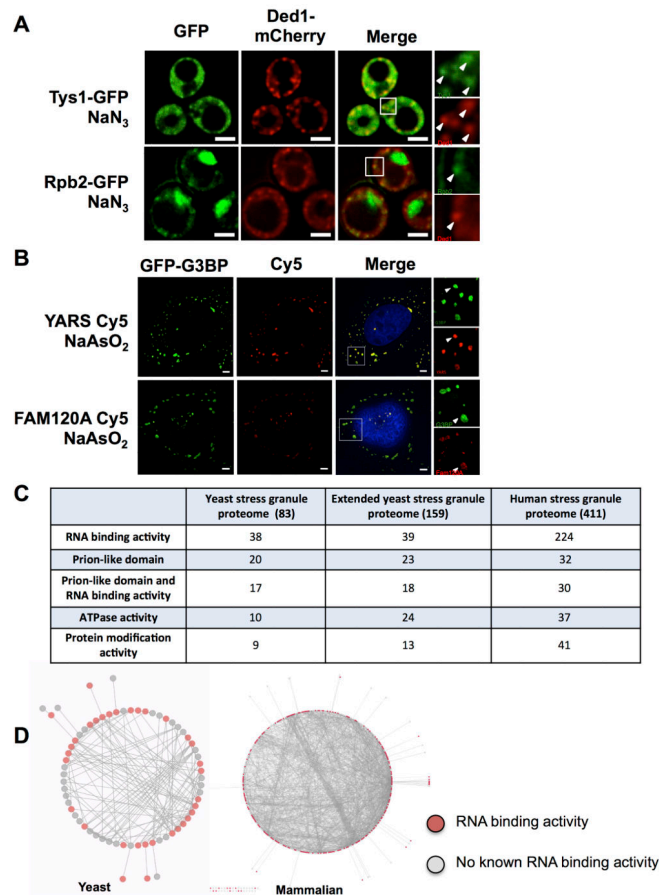 A
GFP
Ded1-
mCherry
Merge
Tys1-GFP
NaN3
Rpb2-GFP
NaN3
B
GFP-G3BP
Cy5
Merge
YARS Cy5
NaAsO2
FAM120A Cy5
NaAsO2
G3BP
Fam120A
C
Yeast stress granule proteome (83)
Extended yeast stress granule proteome (159)
Human stress granule proteome (411)
RNA binding activity 38 39 224
Prion-like domain 20 23 32
Prion-like domain and RNA binding activity 17 18 30
ATPase activity 10 24 37
Protein modification activity 9 13 41
D
Yeast
Mammalian
RNA binding activity
No known RNA binding activity